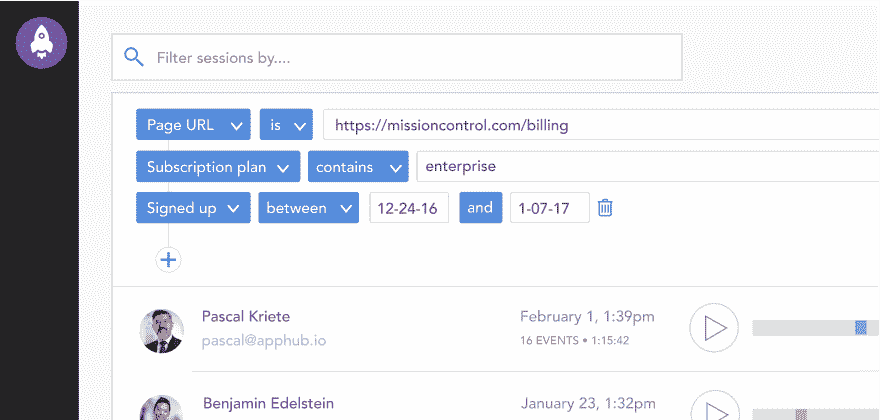 Filter sessions by....
Page URL is https://missioncontrol.com/billing
Subscription plan contains enterprise
Signed up between 12-24-16 and 1-07-17
Pascal Kriete February 1, 1:39pm
pascal@apphub.io 16 EVENTS • 1:15:42
Benjamin Edelstein January 23, 1:32pm